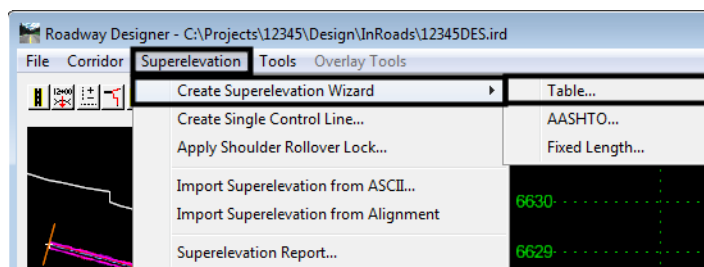 Roadway Designer - C:\Projects\12345\Design\InRoads\12345DES.ird
File Corridor Superelevation Tools Overlay Tools
Create Superelevation Wizard
Table...
Create Single Control Line...
AASHTO...
Apply Shoulder Rollover Lock...
Fixed Length...
Import Superelevation from ASCII...
Import Superelevation from Alignment
Superelevation Report...
12+00
6630
6629